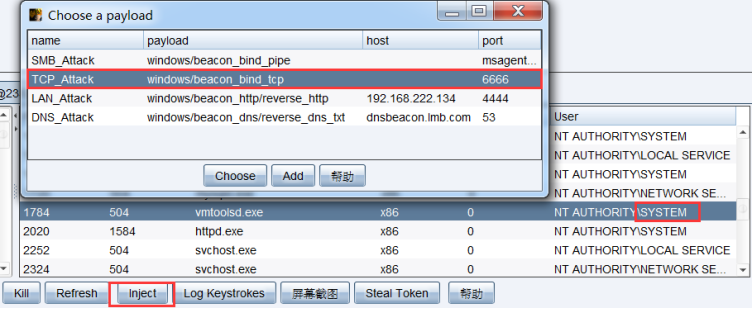 Choose a payload
name payload host port
SMB_Attack windows/beacon_bind_pipe msagent...
TCP_Attack windows/beacon_bind_tcp 6666
LAN_Attack windows/beacon_http/reverse_http 192.168.222.134 4444
DNS_Attack windows/beacon_dns/reverse_dns_txt dnsbeacon.lmb.com 53
Choose Add 帮助
@23
User
NT AUTHORITY\SYSTEM
NT AUTHORITY\LOCAL SERVICE
NT AUTHORITY\SYSTEM
NT AUTHORITY\NETWORK SE...
1784 504 vmtoolsd.exe x86 0 NT AUTHORITY\SYSTEM
2020 1584 httpd.exe x86 0 NT AUTHORITY\SYSTEM
2252 504 svchost.exe x86 0 NT AUTHORITY\LOCAL SERVICE
2324 504 svchost.exe x86 0 NT AUTHORITY\NETWORK SE...
Kill Refresh Inject Log Keystrokes 屏幕截图 Steal Token 帮助